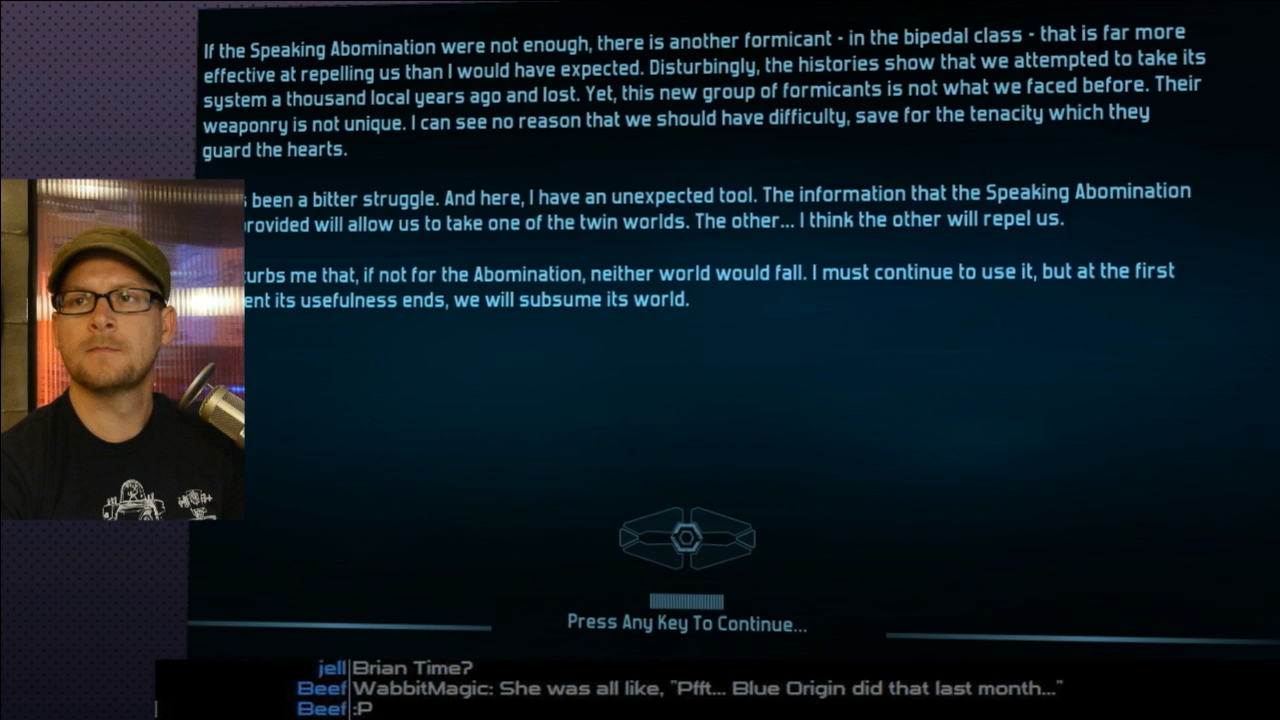 If the Speaking Abomination were not enough, there is another formicant - in the bipedal class - that is far more
effective at repelling us than I would have expected. Disturbingly, the histories show that we attempted to take its
system a thousand local years ago and lost. Yet, this new group of formicants is not what we faced before. Their
weaponry is not unique. I can see no reason that we should have difficulty, save for the tenacity which they
guard the hearts.
been a bitter struggle. And here, I have an unexpected tool. The information that the Speaking Abomination
rovided will allow us to take one of the twin worlds. The other... I think the other will repel us.
urbs me that, if not for the Abomination, neither world would fall. I must continue to use it, but at the first
ent its usefulness ends, we will subsume its world.
Press Any Key To Continue...
jell Brian Time?
Beef WabbitMagic: She was all like, "Pfft... Blue Origin did that last month..."
Beef :P